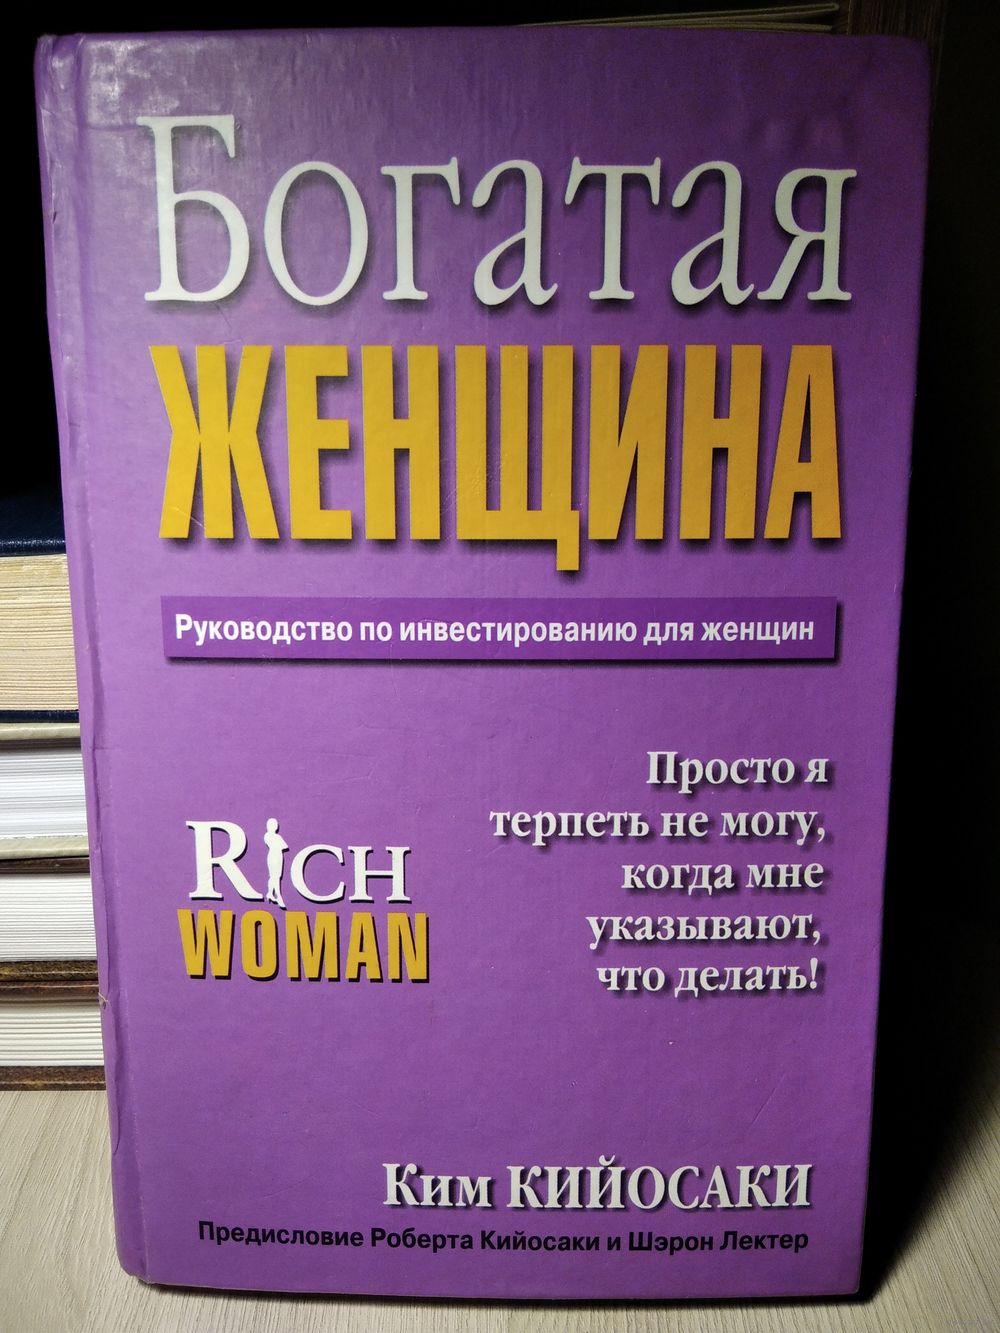 Богатая
ЖЕНЩИНА
Руководство по инвестированию для женщин
Просто я
терпеть не могу,
когда мне
указывают,
что делать!
RICH
WOMAN
Ким КИЙОСАКИ
Предисловие Роберта Кийосаки и Шэрон Лектер